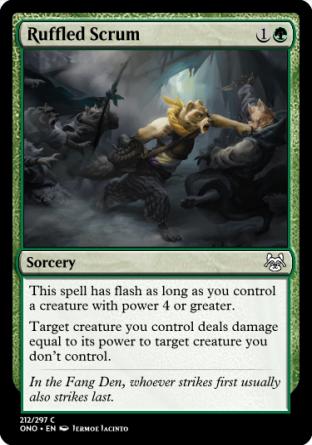 Ruffled Scrum 1
Sorcery
This spell has flash as long as you control
a creature with power 4 or greater.
Target creature you control deals damage
equal to its power to target creature you
don't control.
In the Fang Den, whoever strikes first usually
also strikes last.
212/297 C
ONO • EN Jermoe Jacinto